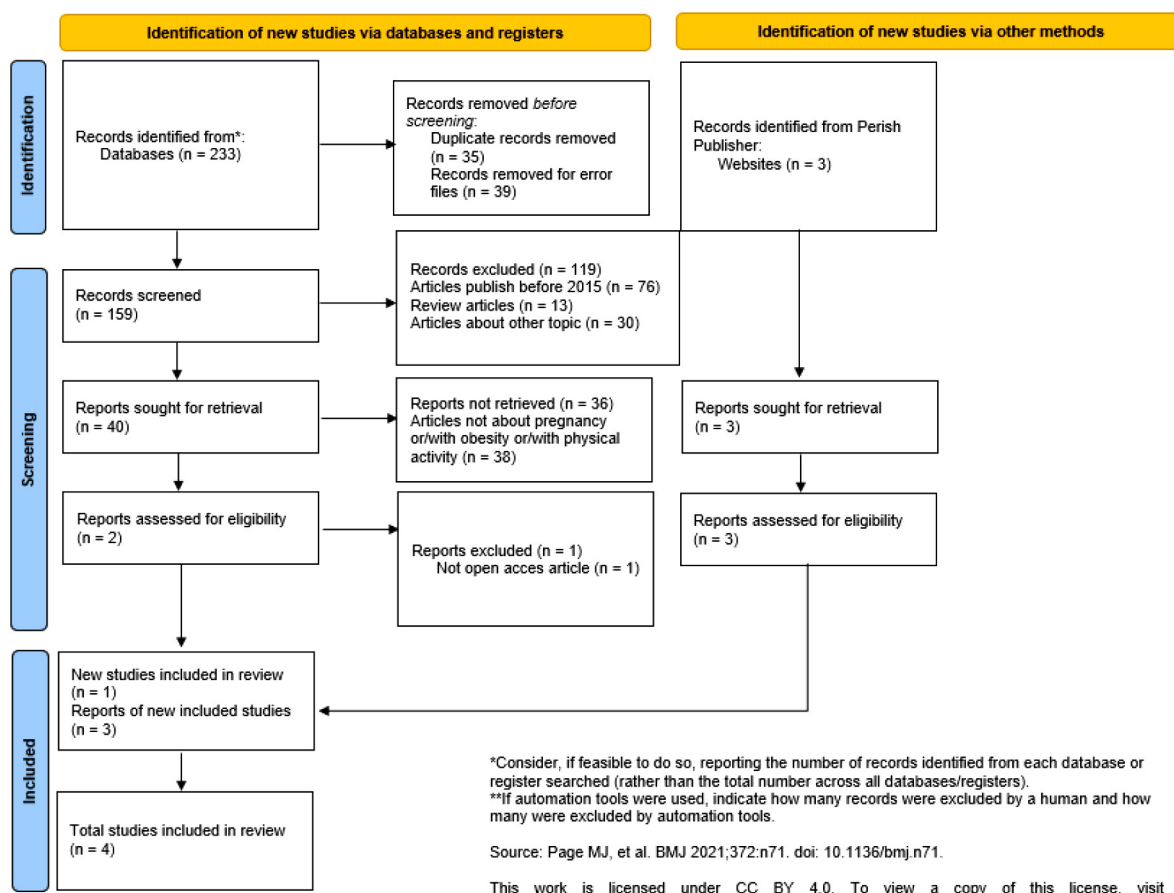 Identification of new studies via databases and registers
Identification of new studies via other methods
Identification
Records identified from*:
Databases (n = 233)
Records removed before
screening:
Duplicate records removed
(n = 35)
Records removed for error
files (n = 39)
Records identified from Perish
Publisher:
Websites (n = 3)
Screening
Records screened
(n = 159)
Records excluded (n = 119)
Articles publish before 2015 (n = 76)
Review articles (n = 13)
Articles about other topic (n = 30)
Reports sought for retrieval
(n = 40)
Reports not retrieved (n = 36)
Articles not about pregnancy
or/with obesity or/with physical
activity (n = 38)
Reports sought for retrieval
(n = 3)
Reports assessed for eligibility
(n = 2)
Reports excluded (n = 1)
Not open acces article (n = 1)
Reports assessed for eligibility
(n = 3)
Included
New studies included in review
(n = 1)
Reports of new included studies
(n = 3)
Total studies included in review
(n = 4)
*Consider, if feasible to do so, reporting the number of records identified from each database or
register searched (rather than the total number across all databases/registers).
**If automation tools were used, indicate how many records were excluded by a human and how
many were excluded by automation tools.
Source: Page MJ, et al. BMJ 2021;372:n71. doi: 10.1136/bmj.n71.
This work is licensed under CC BY 4.0. To view a copy of this license, visit